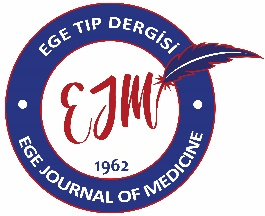 EGE TIP DERGİSİ
EJM
1962
EGE JOURNAL OF MEDICINE